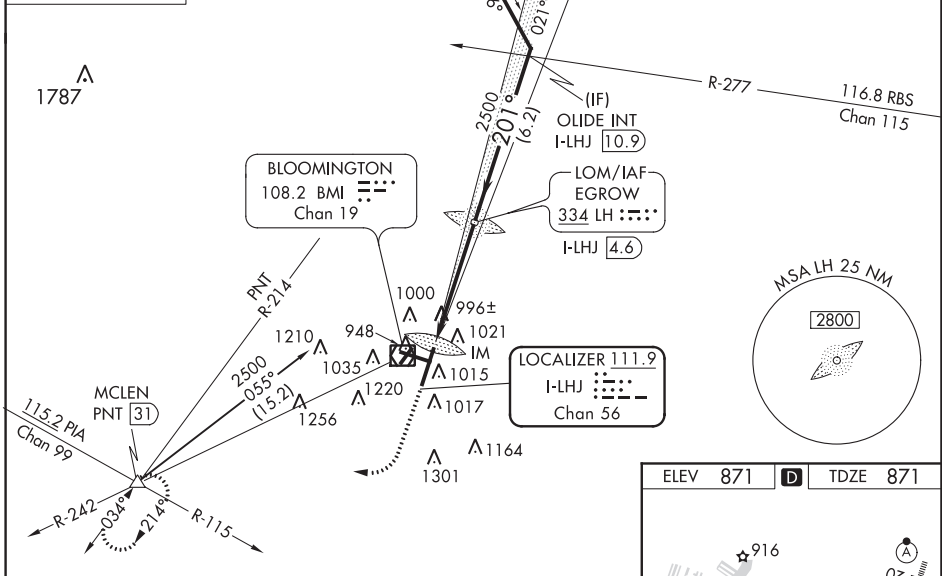 021°
R-277
116.8 RBS
Chan 115
1787
2500
201°
(6.2)
(IF)
OLIDE INT
I-LHJ 10.9
BLOOMINGTON
108.2 BMI
Chan 19
LOM/IAF
EGROW
334 LH
I-LHJ 4.6
MSA LH 25 NM
2800
PNT
R-214
1000
996±
948
1021
IM
1210
1035
1015
2500
055°
(15.2)
1220
1256
1017
LOCALIZER 111.9
I-LHJ
Chan 56
MCLEN
PNT 31
115.2 PIA
Chan 99
1164
1301
R-242
034°
214°
R-115
ELEV 871 D TDZE 871
916
A